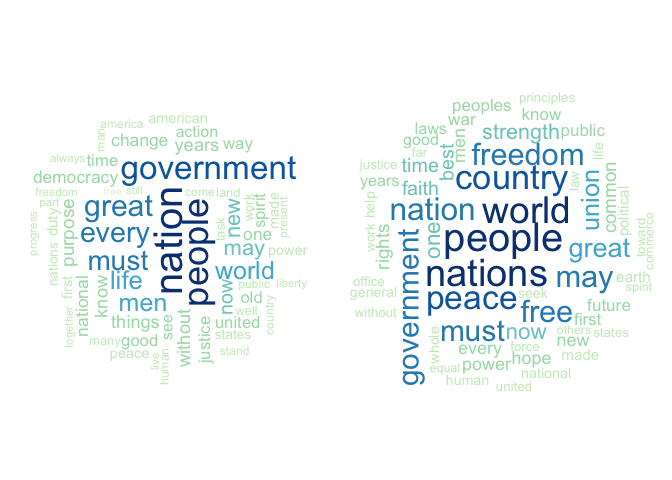 america
american
man
change
action
years
way
always
time
government
democracy
freedom
free
still
come
land
part
great
nation
people
new
work
spirit
made
present
progress
nations
duty
purpose
every
one
must
may
power
life
world
together
first
national
know
men
now
public
liberty
old
well
country
things
see
without
united
many
good
justice
states
peace
live
human
stand
task
principles
peoples
know
war
laws
strength
public
good
men
far
best
freedom
life
justice
time
country
law
years
faith
union
common
political
work
help
nation
world
rights
one
people
great
toward
commerce
government
nations
may
earth
spirit
office
general
peace
seek
free
future
without
must
now
others
first
states
whole
every
force
new
equal
power
hope
made
human
national
united